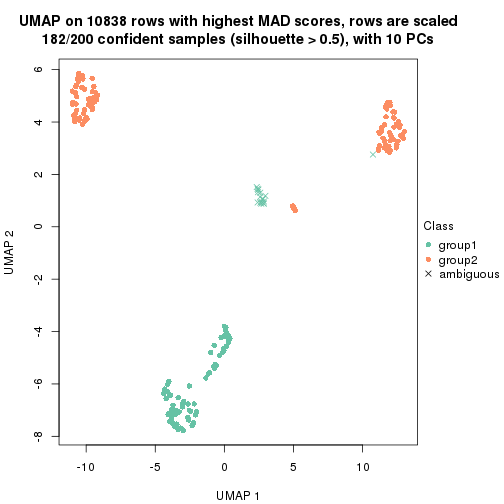 UMAP on 10838 rows with highest MAD scores, rows are scaled
182/200 confident samples (silhouette > 0.5), with 10 PCs
6
4
2
0
-2
-4
-6
-8
UMAP 2
-10
-5
0
5
10
UMAP 1
Class
group1
group2
ambiguous